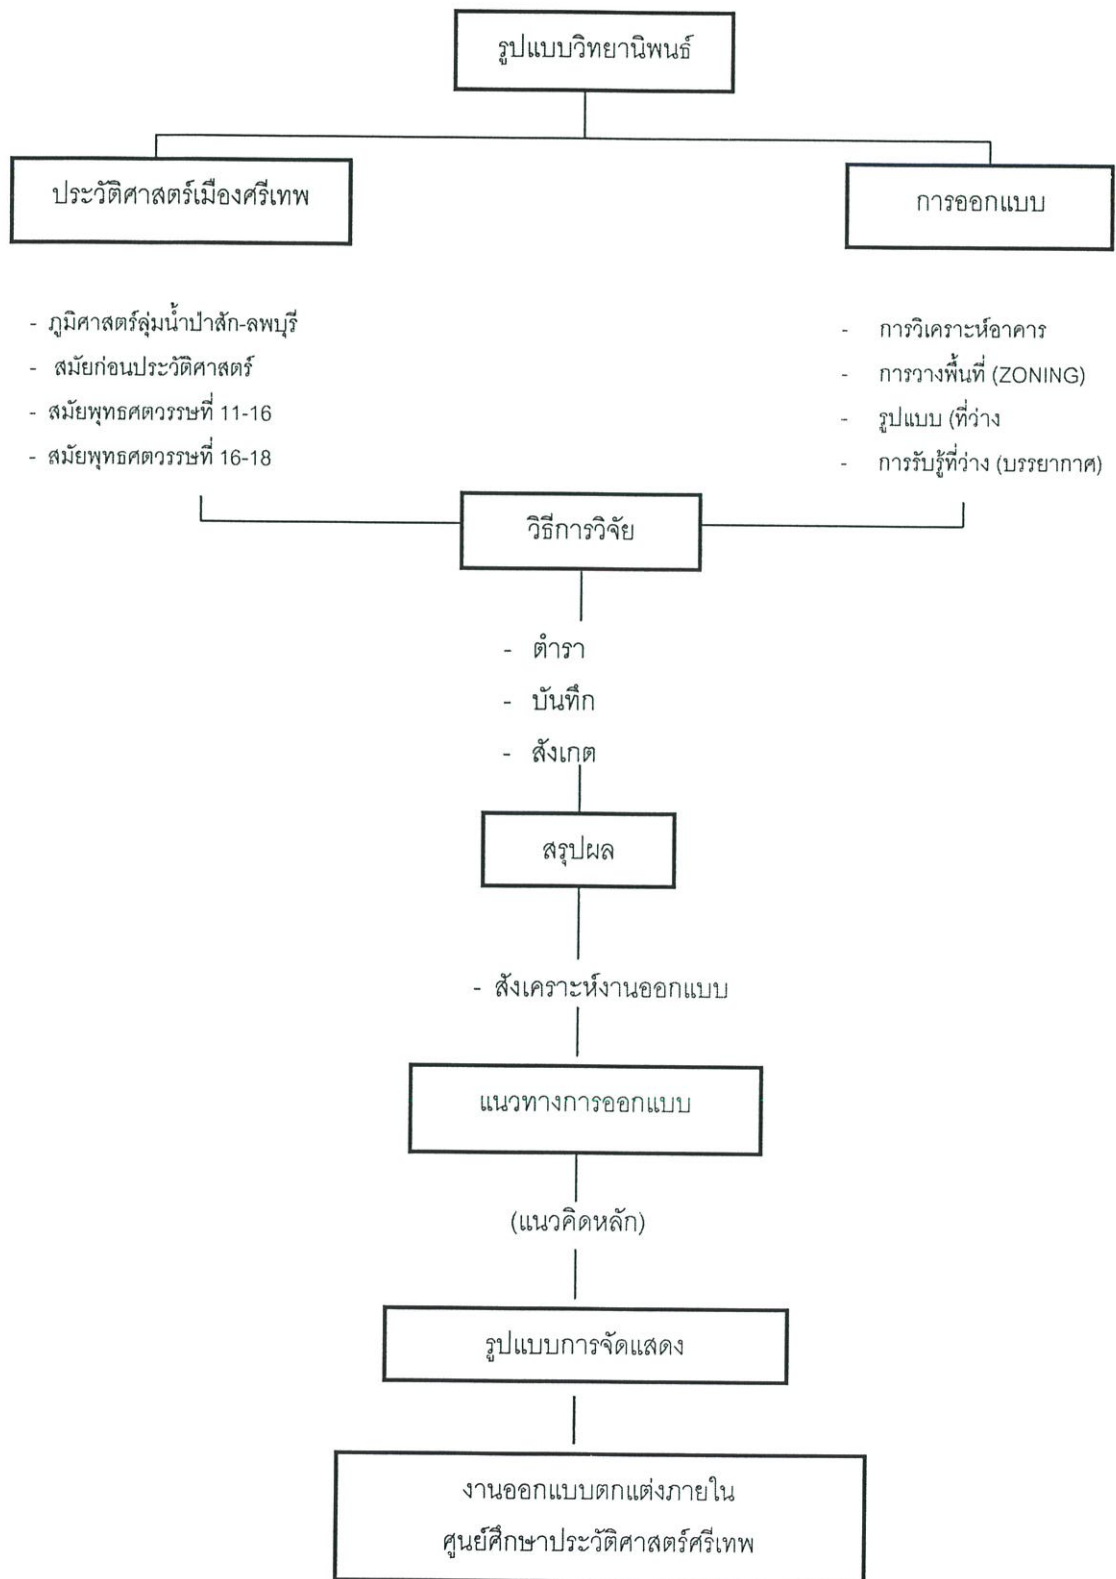 รูปแบบวิทยานิพนธ์
ประวัติศาสตร์เมืองศรีเทพ
การออกแบบ
- ภูมิศาสตร์ลุ่มน้ำป่าสัก-ลพบุรี
- สมัยก่อนประวัติศาสตร์
- สมัยพุทธศตวรรษที่ 11-16
- สมัยพุทธศตวรรษที่ 16-18
- การวิเคราะห์อาคาร
- การวางพื้นที่ (ZONING)
- รูปแบบ (ที่ว่าง
- การรับรู้ที่ว่าง (บรรยากาศ)
วิธีการวิจัย
- ตำรา
- บันทึก
- สังเกต
สรุปผล
- สังเคราะห์งานออกแบบ
แนวทางการออกแบบ
(แนวคิดหลัก)
รูปแบบการจัดแสดง
งานออกแบบตกแต่งภายใน
ศูนย์ศึกษาประวัติศาสตร์ศรีเทพ